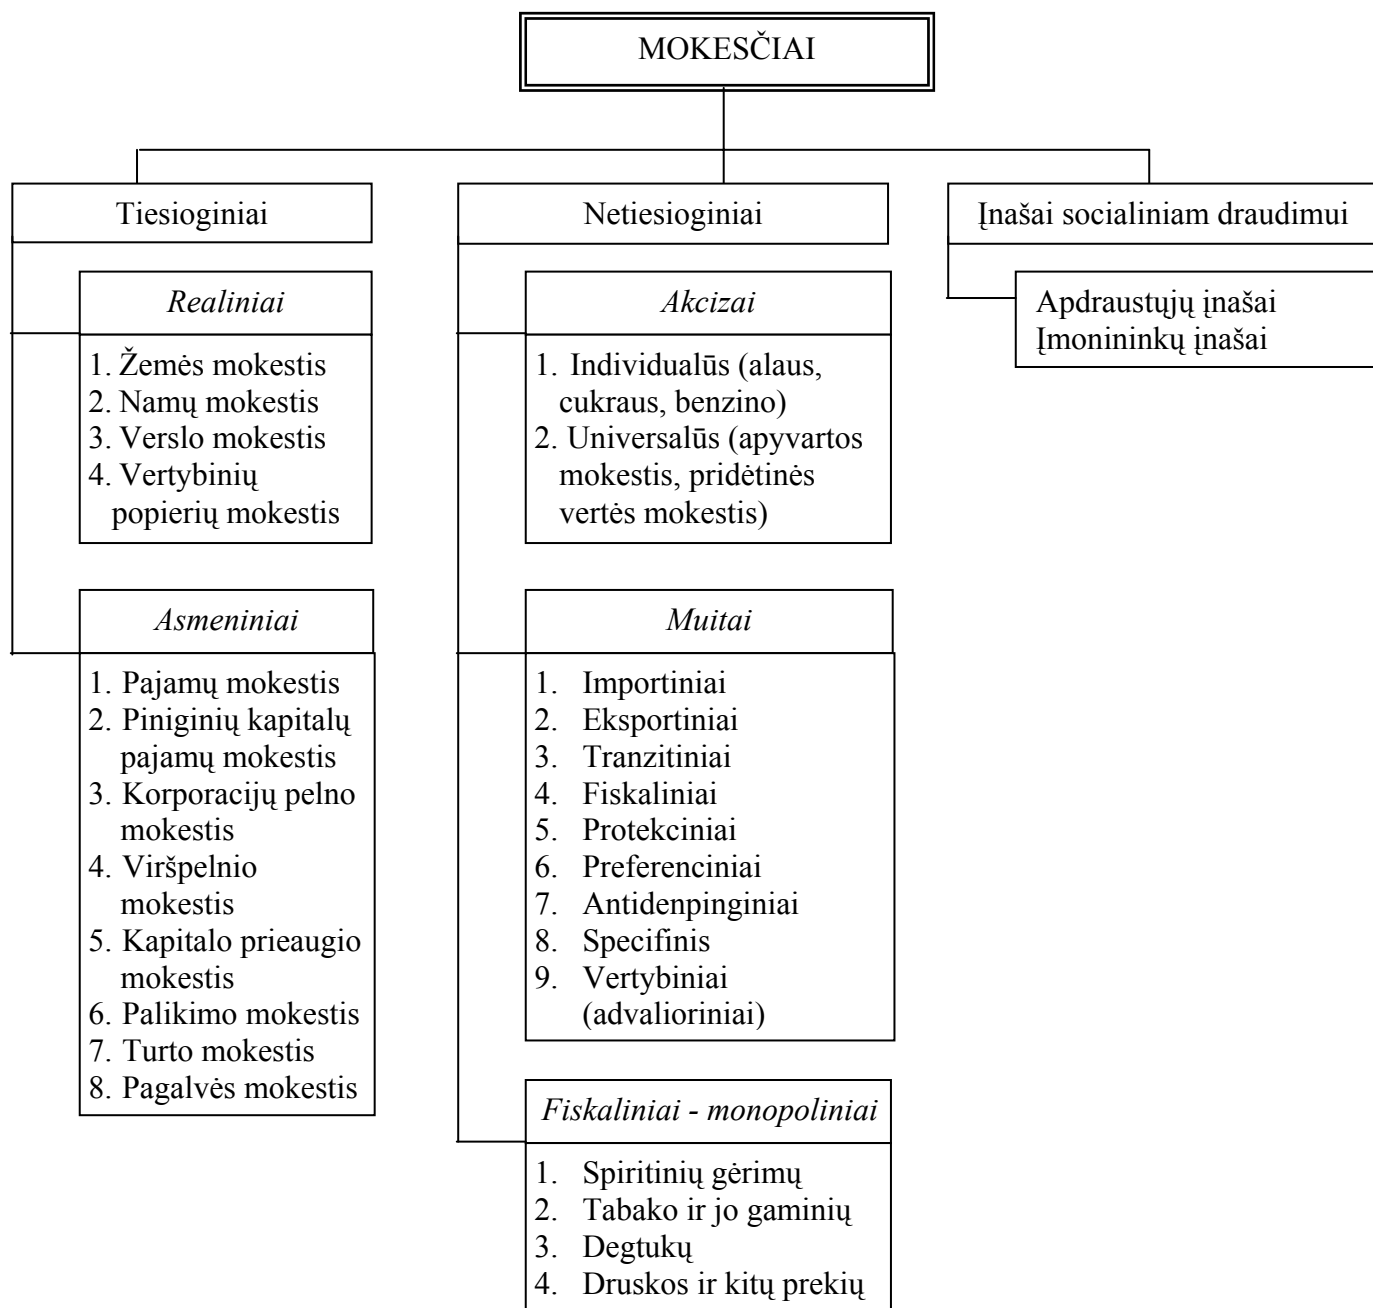 MOKESČIAI
Tiesioginiai
Realiniai
1. Žemės mokestis
2. Namų mokestis
3. Verslo mokestis
4. Vertybinių
popierių mokestis
Asmeniniai
1. Pajamų mokestis
2. Piniginių kapitalų
pajamų mokestis
3. Korporacijų pelno
mokestis
4. Viršpelnio
mokestis
5. Kapitalo prieaugio
mokestis
6. Palikimo mokestis
7. Turto mokestis
8. Pagalvės mokestis
Netiesioginiai
Akcizai
1. Individualūs (alaus,
cukraus, benzino)
2. Universalūs (apyvartos
mokestis, pridėtinės
vertės mokestis)
Muitai
1. Importiniai
2. Eksportiniai
3. Tranzitiniai
4. Fiskaliniai
5. Protekciniai
6. Preferenciniai
7. Antidenpinginiai
8. Specifinis
9. Vertybiniai
(advalioriniai)
Fiskaliniai - monopoliniai
1. Spiritinių gėrimų
2. Tabako ir jo gaminių
3. Degtukų
4. Druskos ir kitų prekių
Įnašai socialiniam draudimui
Apdraustųjų įnašai
Įmonininkų įnašai